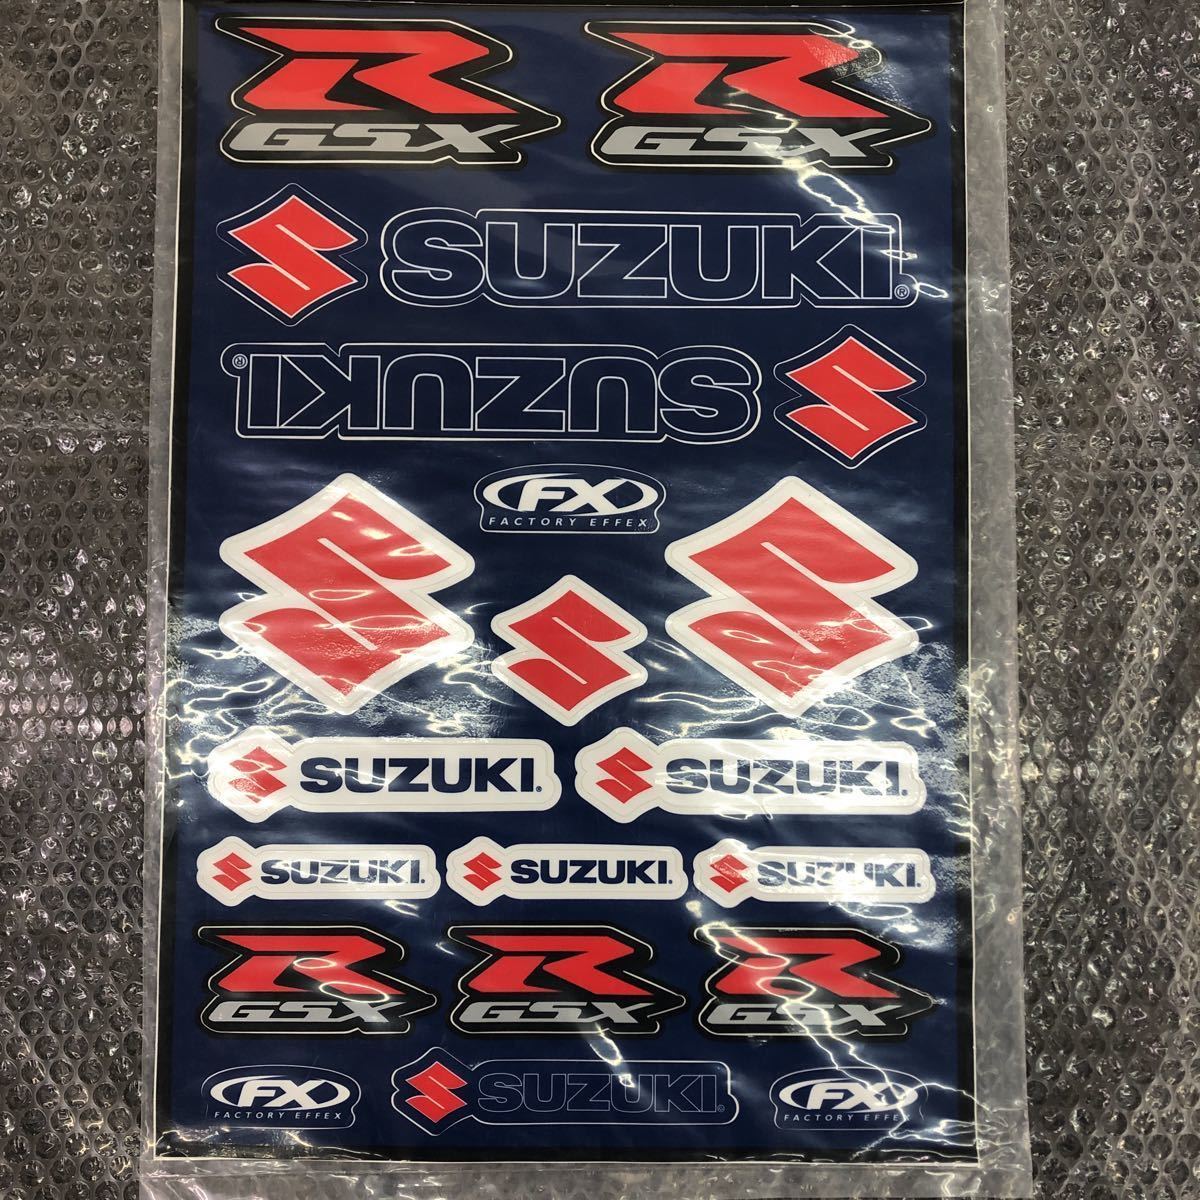 R R
GSX GSX
SUZUKI®
SUZUKI®
FX
FACTORY EFFEX
SUZUKI. SUZUKI.
SUZUKI. SUZUKI. SUZUKI.
R R R
GSX GSX GSX
FX SUZUKI FX
FACTORY EFFEX FACTORY EFFEX